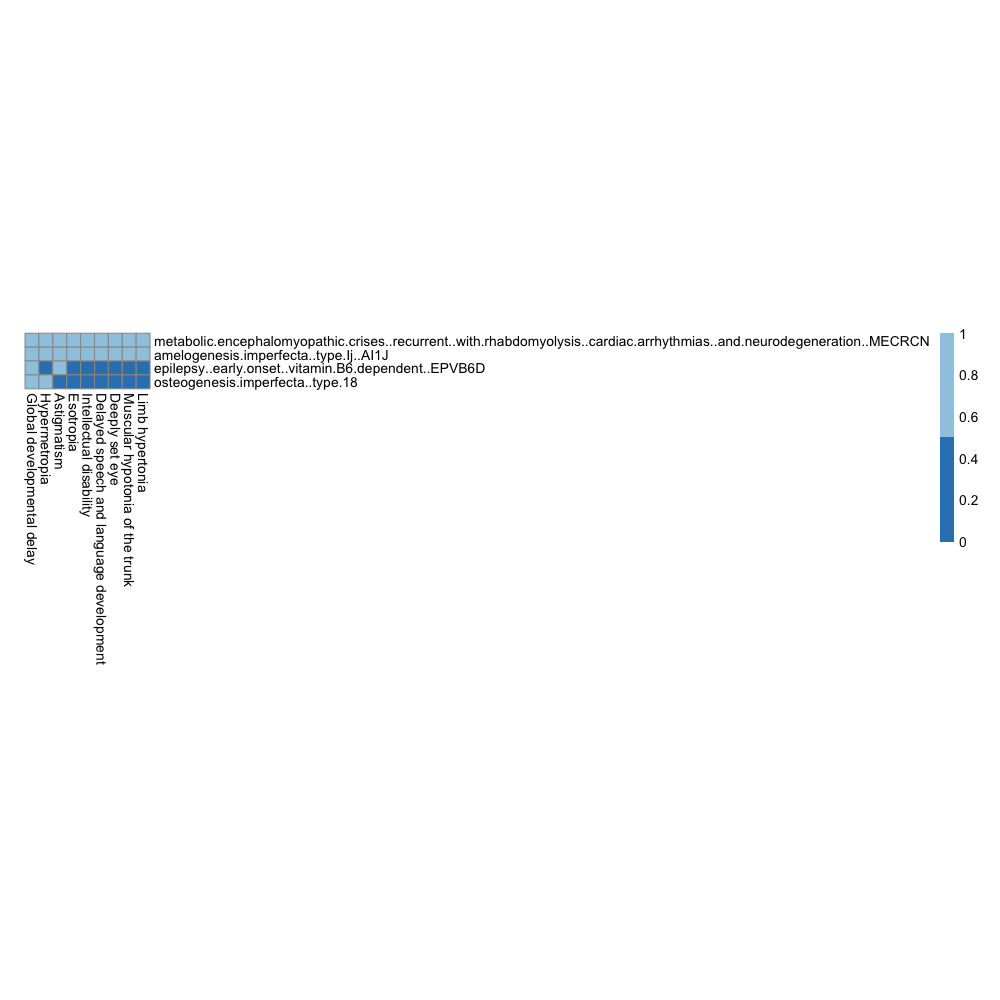 metabolic.encephalomyopathic.crises..recurrent..with.rhabdomyolysis..cardiac.arrhythmias..and.neurodegeneration..MECRCN
amelogenesis.imperfecta..type.Ij..AI1J
epilepsy..early.onset..vitamin.B6.dependent..EPVB6D
osteogenesis.imperfecta..type.18
Global developmental delay
Hypermetropia
Astigmatism
Esotropia
Intellectual disability
Delayed speech and language development
Deeply set eye
Muscular hypotonia of the trunk
Limb hypertonia
1
0.8
0.6
0.4
0.2
0